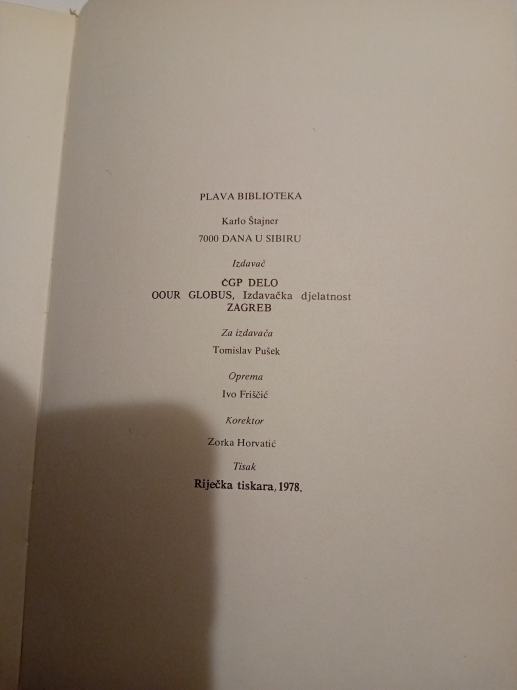 PLAVA BIBLIOTEKA
Karlo Štajner
7000 DANA U SIBIRU
Izdavač
ČGP DELO
OOUR GLOBUS, Izdavačka djelatnost
ZAGREB
Za izdavača
Tomislav Pušek
Oprema
Ivo Friščić
Korektor
Zorka Horvatić
Tisak
Riječka tiskara, 1978.